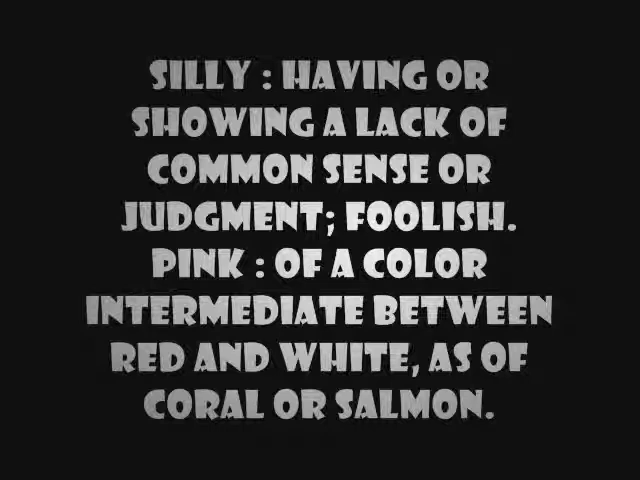 SILLY : HAVING OR
SHOWING A LACK OF
COMMON SENSE OR
JUDGMENT; FOOLISH.
PINK : OF A COLOR
INTERMEDIATE BETWEEN
RED AND WHITE, AS OF
CORAL OR SALMON.